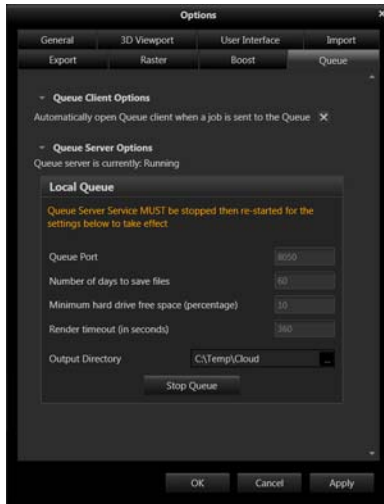 Options
General 3D Viewport User Interface Import
Export Raster Boost Queue
Queue Client Options
Automatically open Queue client when a job is sent to the Queue
Queue Server Options
Queue server is currently: Running
Local Queue
Queue Server Service MUST be stopped then re-started for the
settings below to take effect
Queue Port 8050
Number of days to save files 60
Minimum hard drive free space (percentage) 10
Render timeout (in seconds) 360
Output Directory C:\Temp\Cloud ...
Stop Queue
OK Cancel Apply